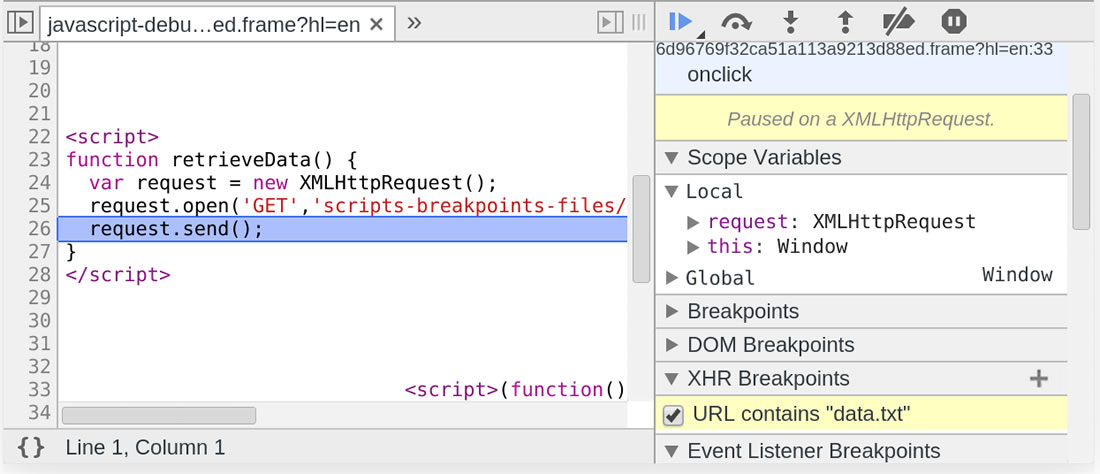 javascript-debu…ed.frame?hl=en ✕ »
18
19
20
21
22 <script>
23 function retrieveData() {
24 var request = new XMLHttpRequest();
25 request.open('GET','scripts-breakpoints-files/
26 request.send();
27 }
28 </script>
29
30
31
32
33 <script>(function()
34
{} Line 1, Column 1
6d96769f32ca51a113a9213d88ed.frame?hl=en:33
onclick
Paused on a XMLHttpRequest.
▼ Scope Variables
▼ Local
▶ request: XMLHttpRequest
▶ this: Window
▶ Global Window
▶ Breakpoints
▶ DOM Breakpoints
▼ XHR Breakpoints +
URL contains "data.txt"
▼ Event Listener Breakpoints